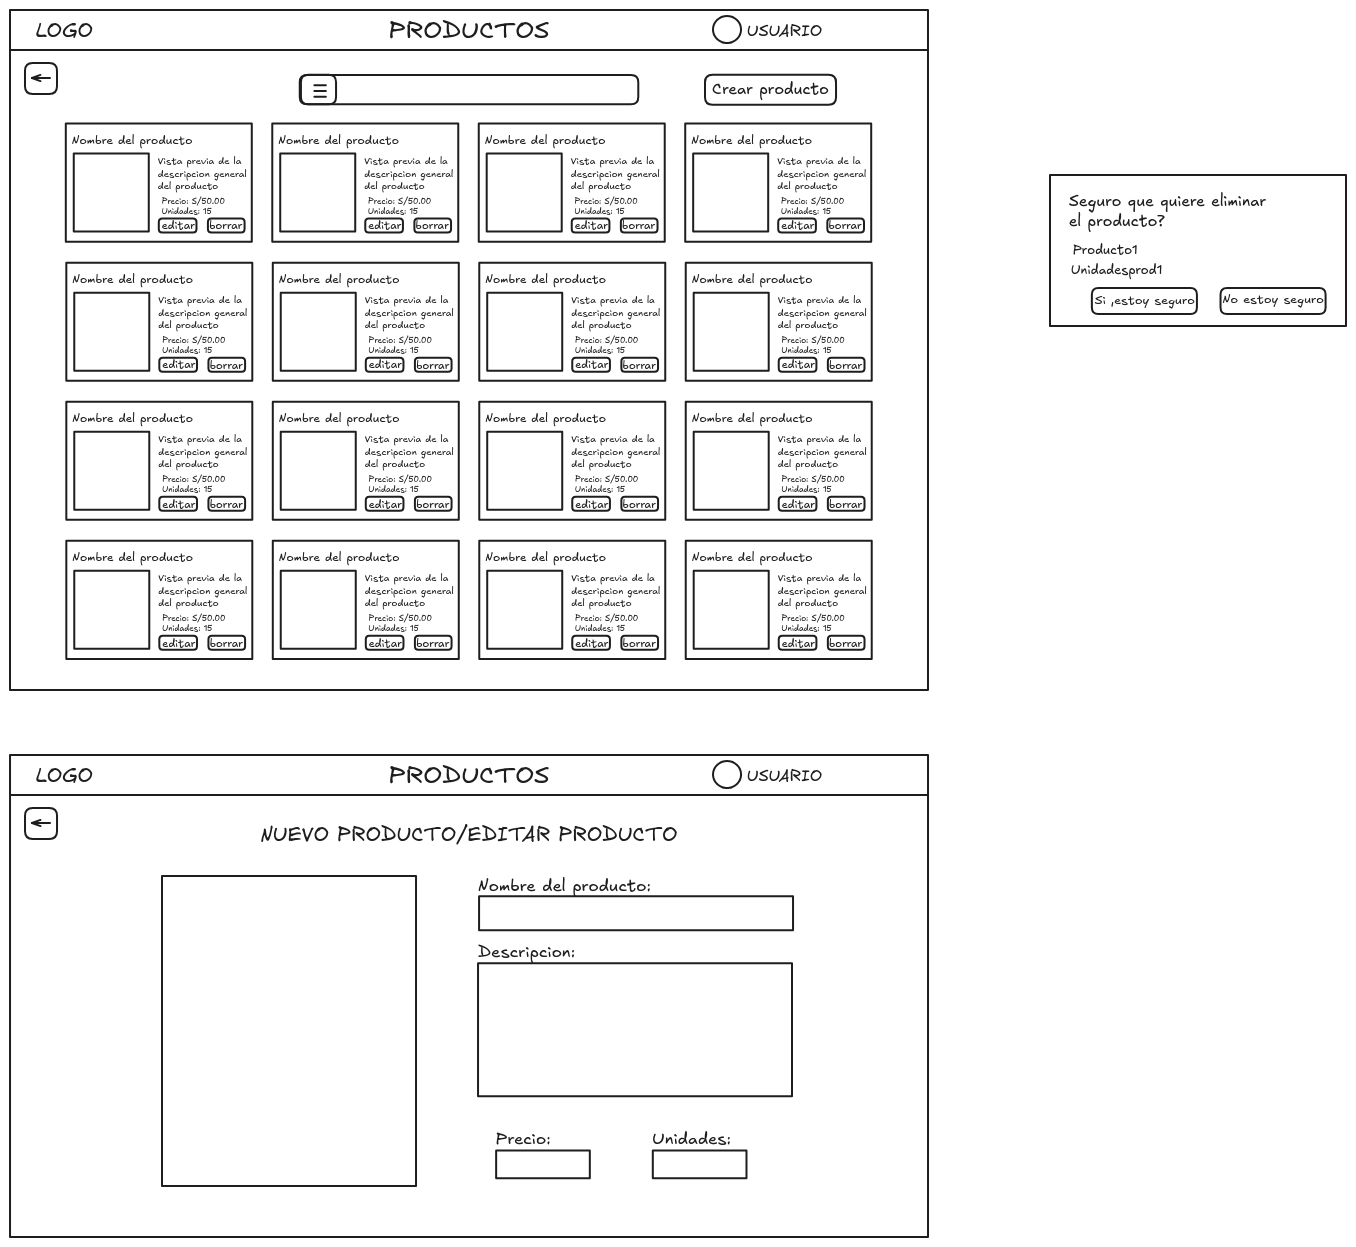 LOGO PRODUCTOS USUARIO
Crear producto
Nombre del producto Nombre del producto Nombre del producto Nombre del producto
Vista previa de la Vista previa de la Vista previa de la Vista previa de la
descripcion general descripcion general descripcion general descripcion general
del producto del producto del producto del producto
Precio: S/50.00 Precio: S/50.00 Precio: S/50.00 Precio: S/50.00
Unidades: 15 Unidades: 15 Unidades: 15 Unidades: 15
editar borrar editar borrar editar borrar editar borrar
Nombre del producto Nombre del producto Nombre del producto Nombre del producto
Vista previa de la Vista previa de la Vista previa de la Vista previa de la
descripcion general descripcion general descripcion general descripcion general
del producto del producto del producto del producto
Precio: S/50.00 Precio: S/50.00 Precio: S/50.00 Precio: S/50.00
Unidades: 15 Unidades: 15 Unidades: 15 Unidades: 15
editar borrar editar borrar editar borrar editar borrar
Nombre del producto Nombre del producto Nombre del producto Nombre del producto
Vista previa de la Vista previa de la Vista previa de la Vista previa de la
descripcion general descripcion general descripcion general descripcion general
del producto del producto del producto del producto
Precio: S/50.00 Precio: S/50.00 Precio: S/50.00 Precio: S/50.00
Unidades: 15 Unidades: 15 Unidades: 15 Unidades: 15
editar borrar editar borrar editar borrar editar borrar
Nombre del producto Nombre del producto Nombre del producto Nombre del producto
Vista previa de la Vista previa de la Vista previa de la Vista previa de la
descripcion general descripcion general descripcion general descripcion general
del producto del producto del producto del producto
Precio: S/50.00 Precio: S/50.00 Precio: S/50.00 Precio: S/50.00
Unidades: 15 Unidades: 15 Unidades: 15 Unidades: 15
editar borrar editar borrar editar borrar editar borrar
Seguro que quiere eliminar
el producto?
Producto1
Unidadesprod1
Si ,estoy seguro No estoy seguro
LOGO PRODUCTOS USUARIO
NUEVO PRODUCTO/EDITAR PRODUCTO
Nombre del producto:
Descripcion:
Precio: Unidades: